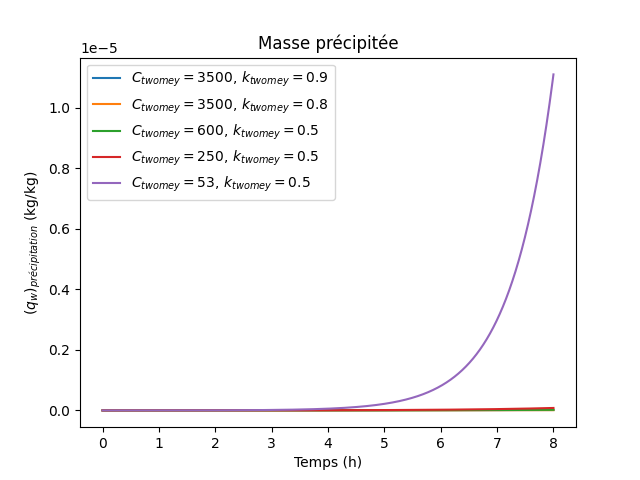 Masse précipitée
1e−5
C_twomey = 3500, k_twomey = 0.9
C_twomey = 3500, k_twomey = 0.8
C_twomey = 600, k_twomey = 0.5
C_twomey = 250, k_twomey = 0.5
C_twomey = 53, k_twomey = 0.5
1.0
0.8
0.6
0.4
0.2
0.0
(q_w)_précipitation (kg/kg)
0 1 2 3 4 5 6 7 8
Temps (h)